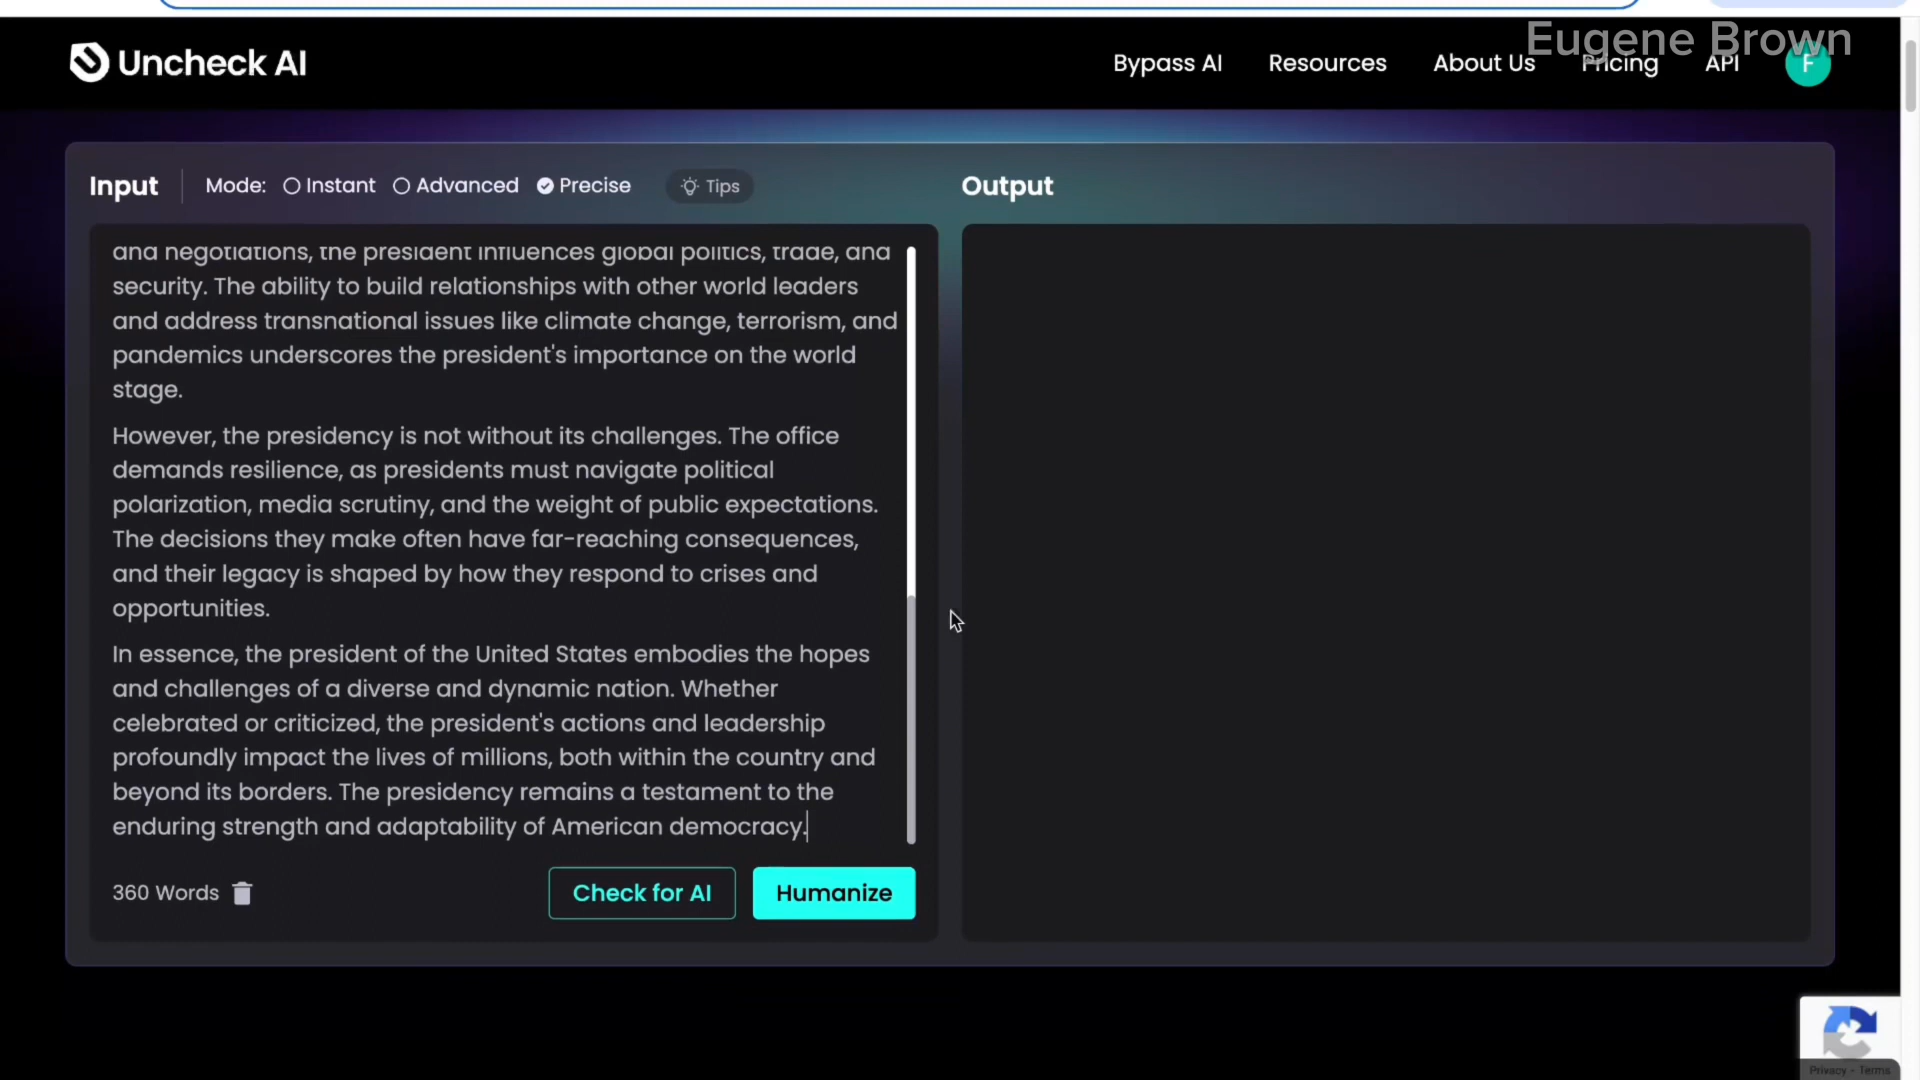 Eugene Brown
Uncheck AI
Bypass AI
Resources
About Us
Pricing
API
F
Input
Mode:
Instant
Advanced
Precise
Tips
Output
and negotiations, the president influences global politics, trade, and
security. The ability to build relationships with other world leaders
and address transnational issues like climate change, terrorism, and
pandemics underscores the president's importance on the world
stage.
However, the presidency is not without its challenges. The office
demands resilience, as presidents must navigate political
polarization, media scrutiny, and the weight of public expectations.
The decisions they make often have far-reaching consequences,
and their legacy is shaped by how they respond to crises and
opportunities.
In essence, the president of the United States embodies the hopes
and challenges of a diverse and dynamic nation. Whether
celebrated or criticized, the president's actions and leadership
profoundly impact the lives of millions, both within the country and
beyond its borders. The presidency remains a testament to the
enduring strength and adaptability of American democracy.
360 Words
Check for AI
Humanize
Privacy - Terms